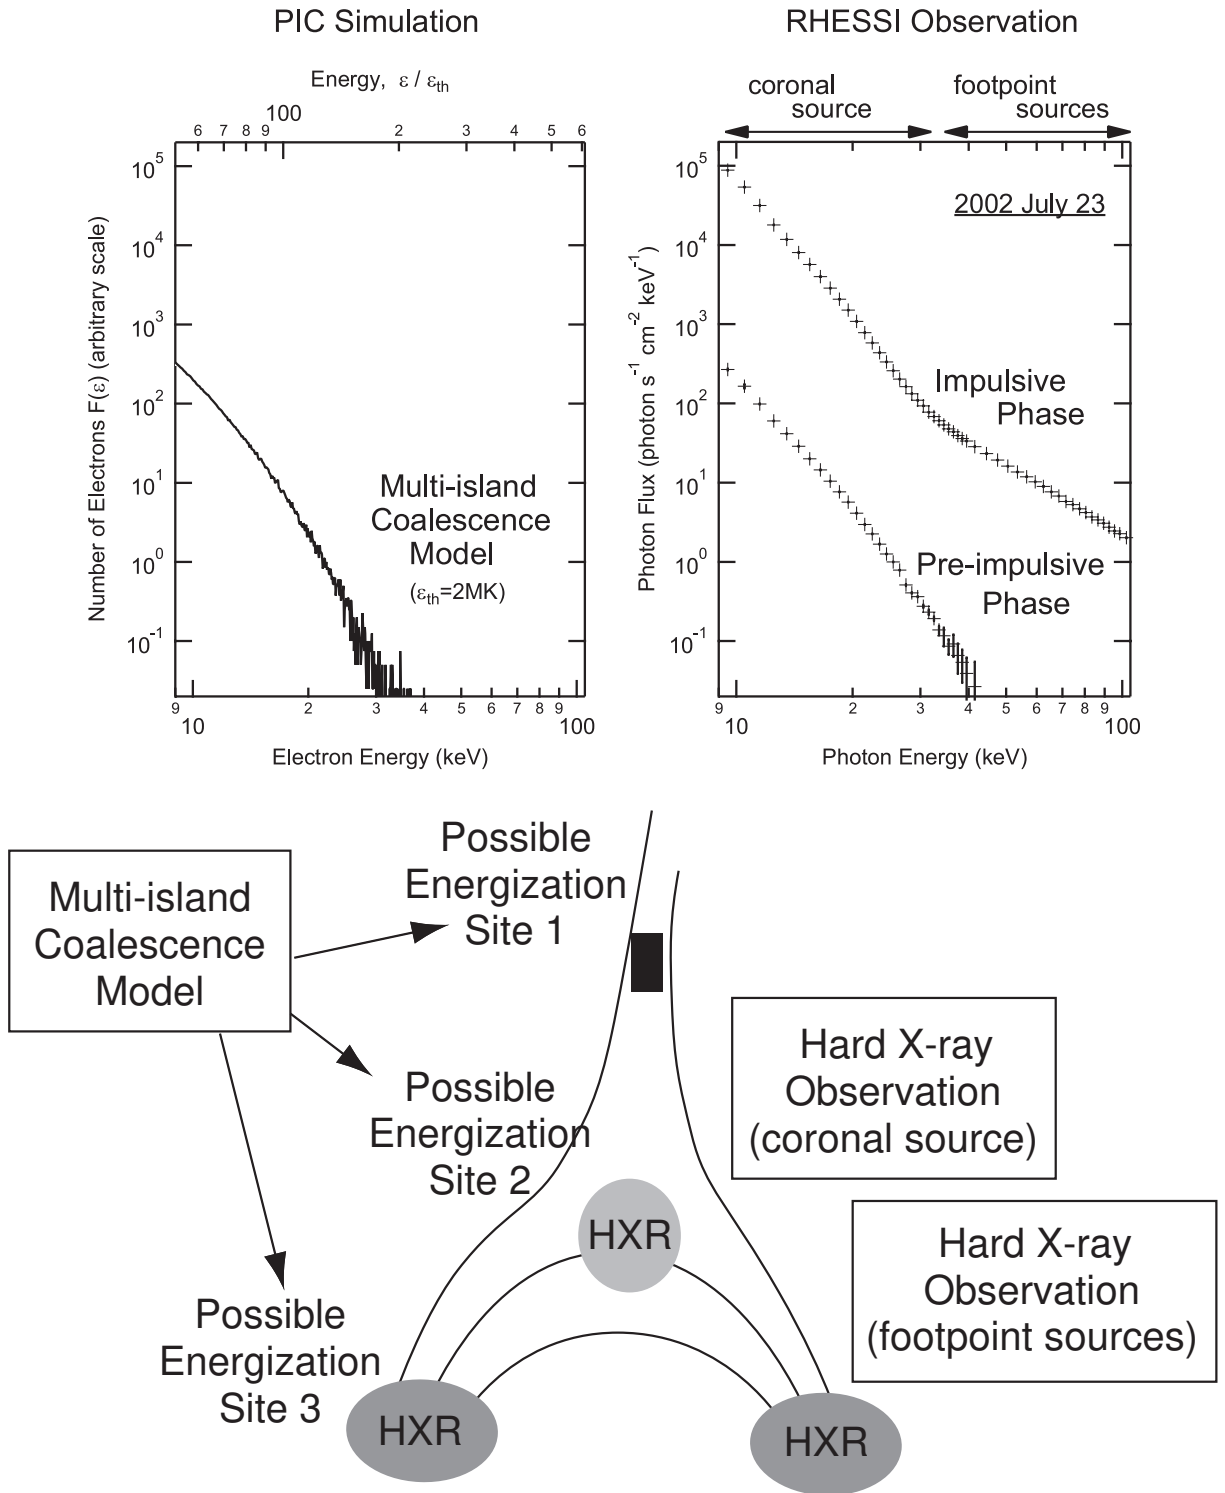 PIC Simulation
Energy, ε / εth
6 7 8 9 100 2 3 4 5 6
Number of Electrons F(ε) (arbitrary scale)
10^5
10^4
10^3
10^2
10^1
10^0
10^-1
Multi-island
Coalescence
Model
(εth=2MK)
9 10 2 3 4 5 6 7 8 9 100
Electron Energy (keV)
RHESSI Observation
coronal
source
footpoint
sources
2002 July 23
Photon Flux (photon s^-1 cm^-2 keV^-1)
10^5
10^4
10^3
10^2
10^1
10^0
10^-1
Impulsive
Phase
Pre-impulsive
Phase
9 10 2 3 4 5 6 7 8 9 100
Photon Energy (keV)
Multi-island
Coalescence
Model
Possible
Energization
Site 1
Possible
Energization
Site 2
Possible
Energization
Site 3
Hard X-ray
Observation
(coronal source)
Hard X-ray
Observation
(footpoint sources)
HXR
HXR
HXR